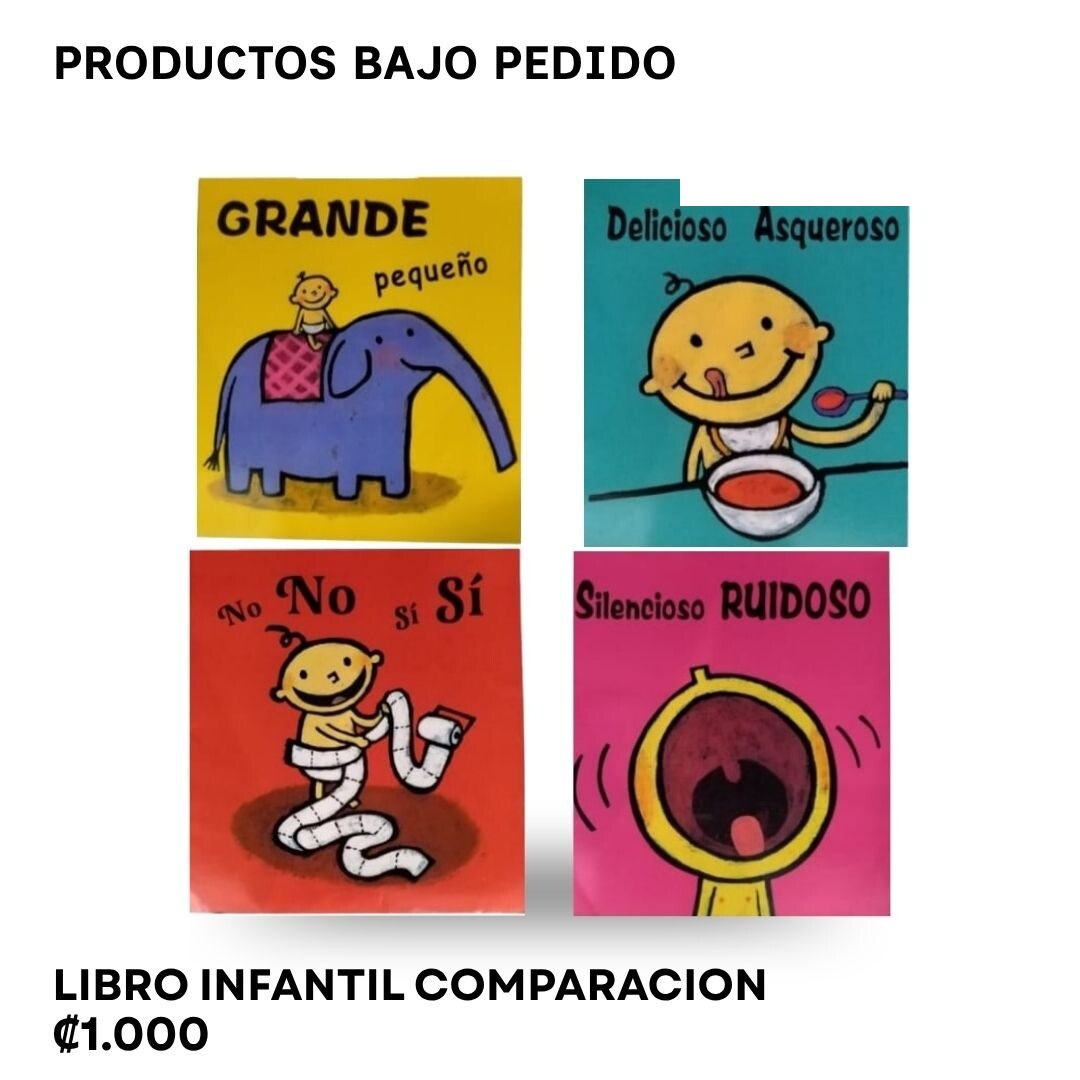 PRODUCTOS BAJO PEDIDO
GRANDE
pequeño
Delicioso Asqueroso
No No Sí Sí
Silencioso RUIDOSO
LIBRO INFANTIL COMPARACION
₡1.000